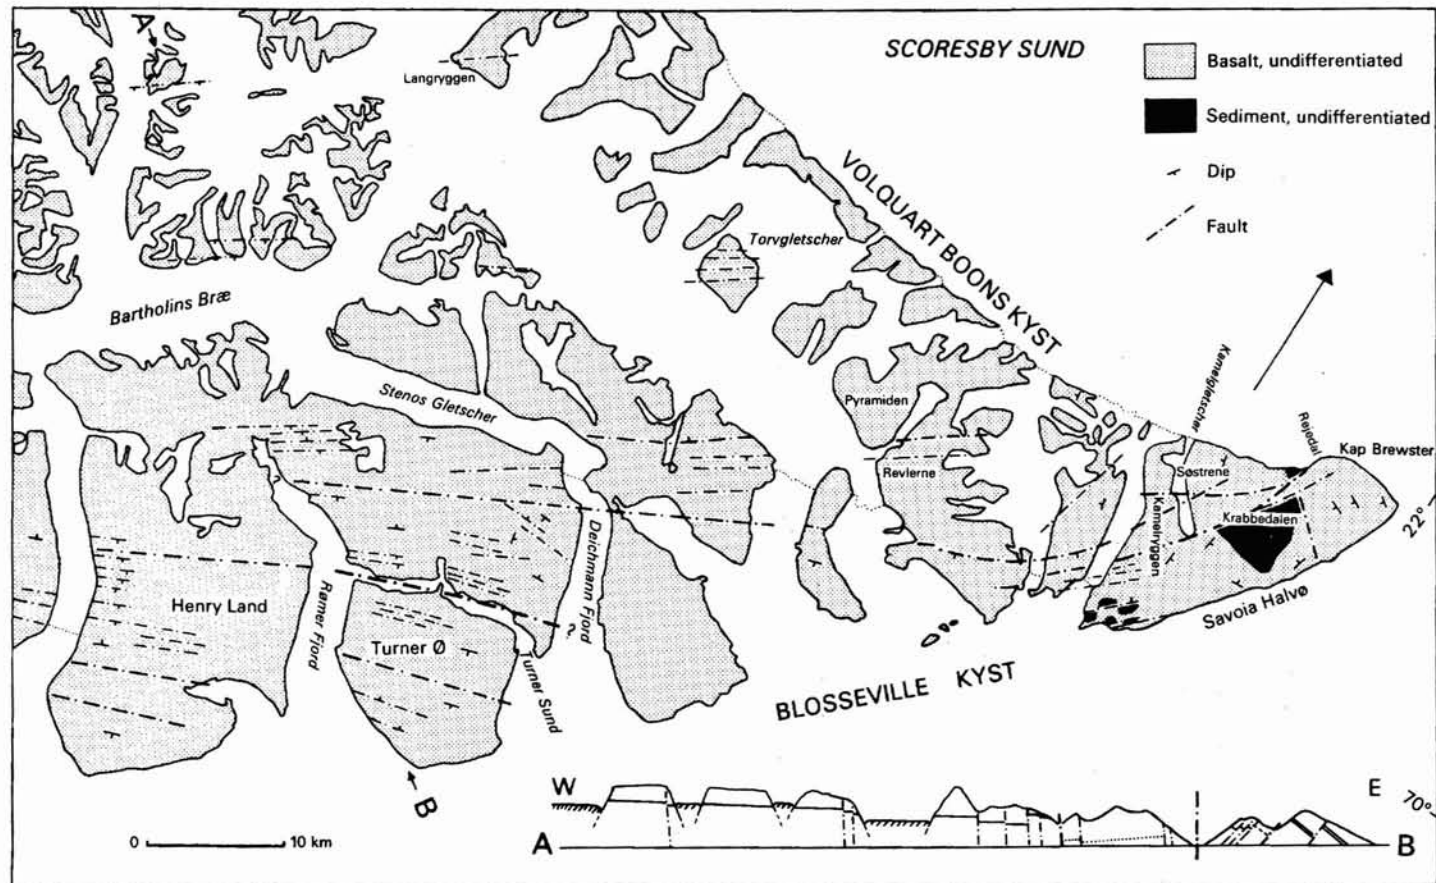 SCORESBY SUND
Basalt, undifferentiated
Sediment, undifferentiated
Dip
Fault
A
Langryggen
VOLQUART BOONS KYST
Torvgletscher
Bartholins Bræ
Stenos Gletscher
Pyramiden
Revlerne
Kamelgletscher
Røjedal
Kap Brewster
Søstrene
Krabbedalen
Kamelryggen
22°
Savoia Halvø
Henry Land
Rømer Fjord
Turner Ø
Deichmann Fjord
?
Turner Sund
BLOSSEVILLE KYST
B
W
E
70°
0
10 km
A
B